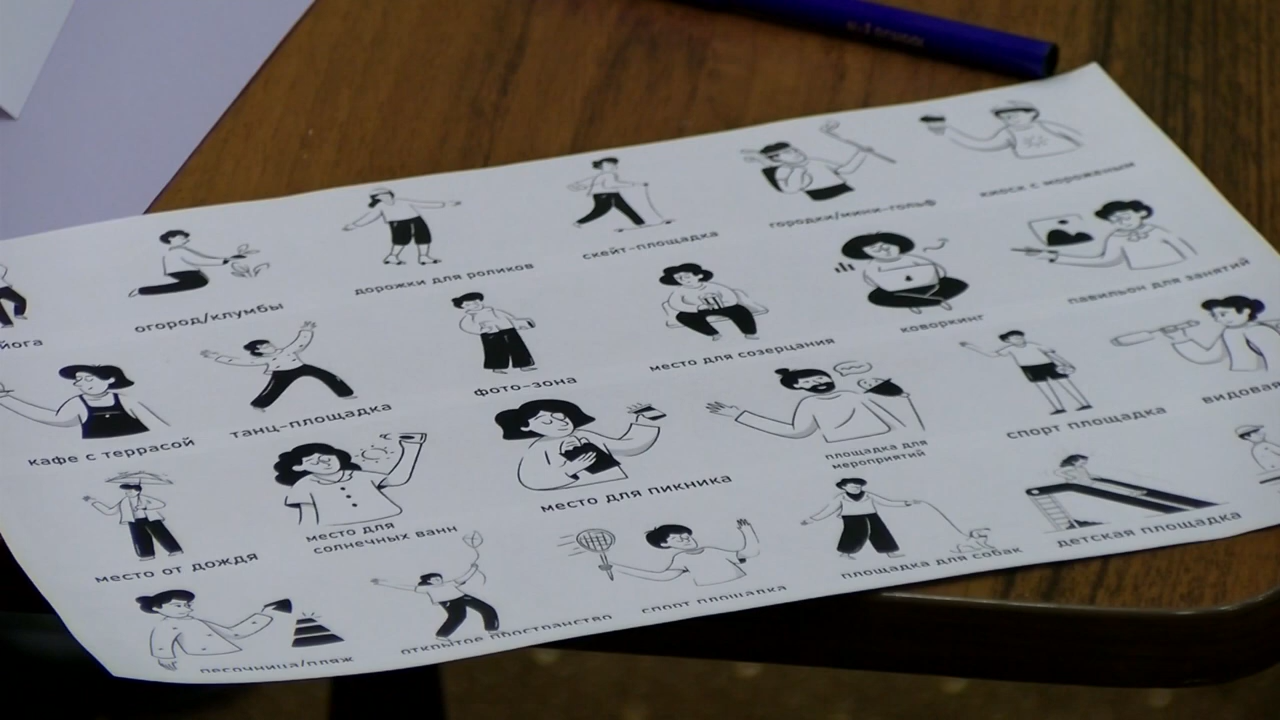 йога
огород/клумбы
дорожки для роликов
скейт-площадка
городки/мини-гольф
киоск с мороженым
кафе с террасой
танц-площадка
фото-зона
место для созерцания
коворкинг
павильон для занятий
место от дождя
место для
солнечных ванн
место для пикника
площадка для
мероприятий
спорт площадка
песочница/пляж
открытое пространство
спорт площадка
площадка для собак
детская площадка